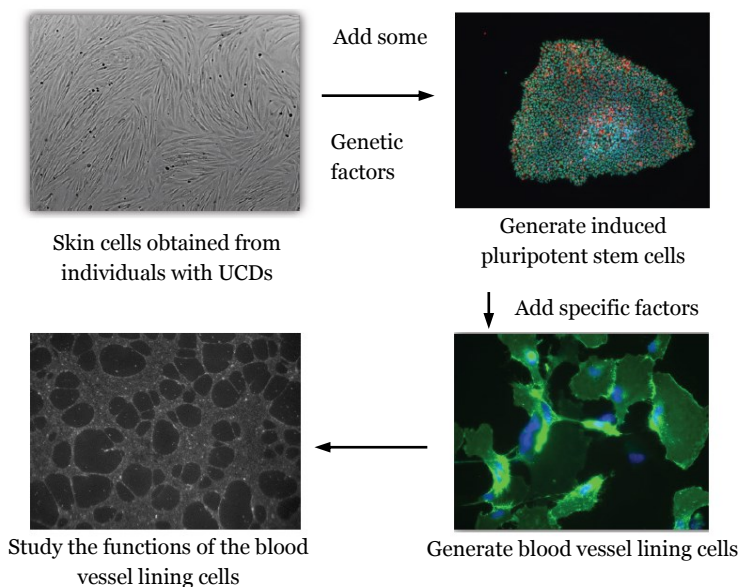 Add some
Genetic
factors
Skin cells obtained from
individuals with UCDs
Generate induced
pluripotent stem cells
Add specific factors
Generate blood vessel lining cells
Study the functions of the blood
vessel lining cells